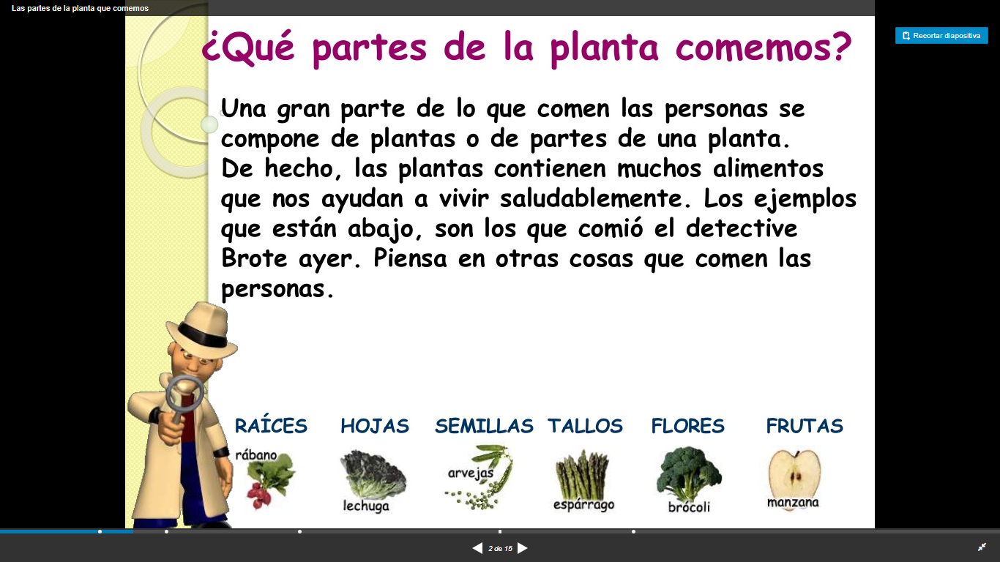 Las partes de la planta que comemos
Recortar diapositiva
¿Qué partes de la planta comemos?
Una gran parte de lo que comen las personas se
compone de plantas o de partes de una planta.
De hecho, las plantas contienen muchos alimentos
que nos ayudan a vivir saludablemente. Los ejemplos
que están abajo, son los que comió el detective
Brote ayer. Piensa en otras cosas que comen las
personas.
RAÍCES HOJAS SEMILLAS TALLOS FLORES FRUTAS
rábano
arvejas
lechuga
espárrago
brócoli
manzana
2 de 15